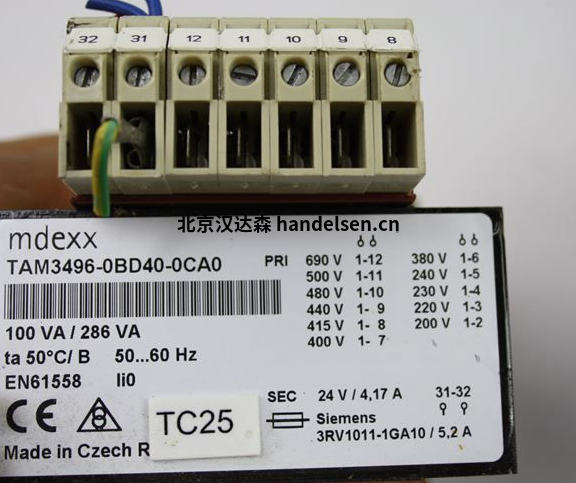 32 31 12 11 10 9 8
北京汉达森 handelsen.cn
mdexx
TAM3496-0BD40-0CA0
100 VA / 286 VA
ta 50°C/ B 50...60 Hz
EN61558 Ii0
CE
Made in Czech R
TC25
PRI
690 V 1-12
500 V 1-11
480 V 1-10
440 V 1- 9
415 V 1- 8
400 V 1- 7
380 V 1-6
240 V 1-5
230 V 1-4
220 V 1-3
200 V 1-2
SEC 24 V / 4,17 A 31-32
Siemens
3RV1011-1GA10 / 5,2 A